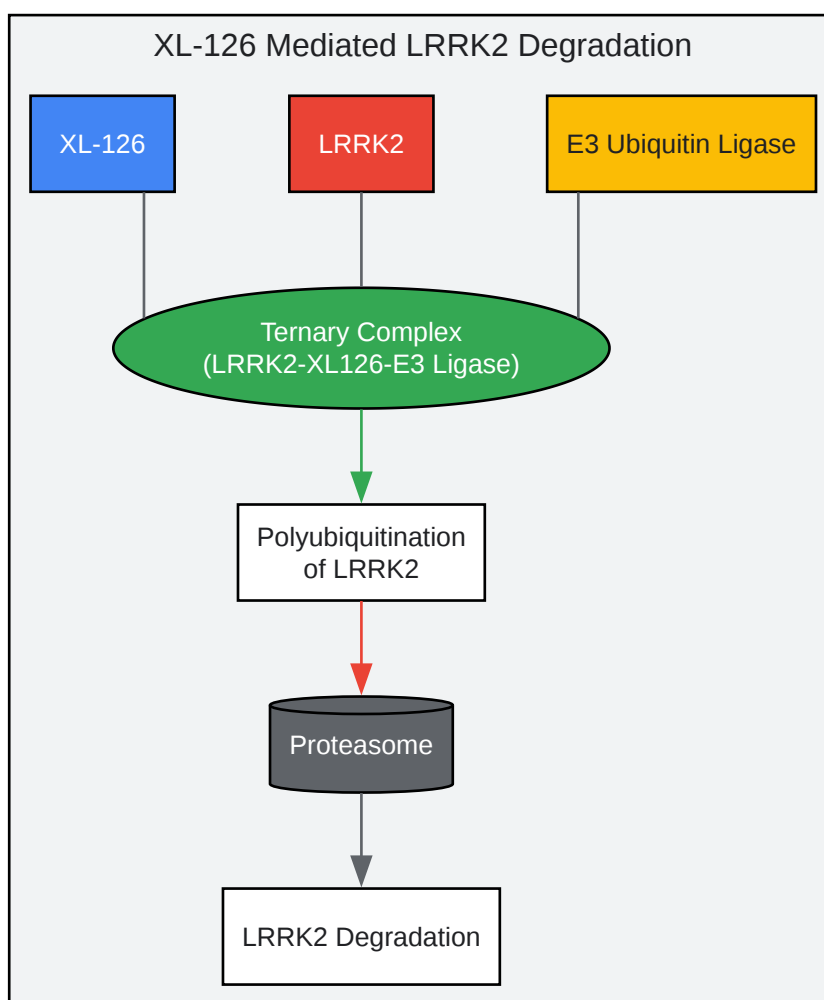 XL-126 Mediated LRRK2 Degradation
XL-126
LRRK2
E3 Ubiquitin Ligase
Ternary Complex
(LRRK2-XL126-E3 Ligase)
Polyubiquitination
of LRRK2
Proteasome
LRRK2 Degradation